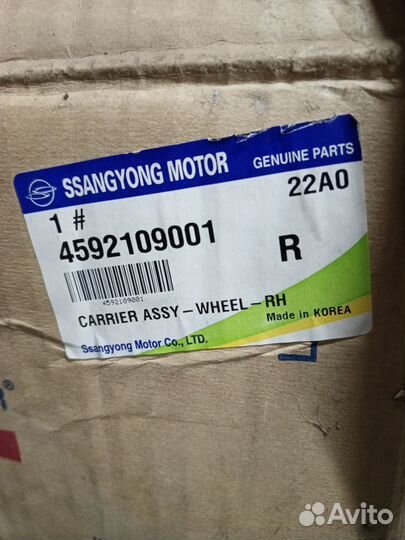 SSANGYONG MOTOR GENUINE PARTS
1 # 22A0
4592109001 R
4592109001
CARRIER ASSY-WHEEL-RH
Made in KOREA
Ssangyong Motor Co., LTD.
Avito